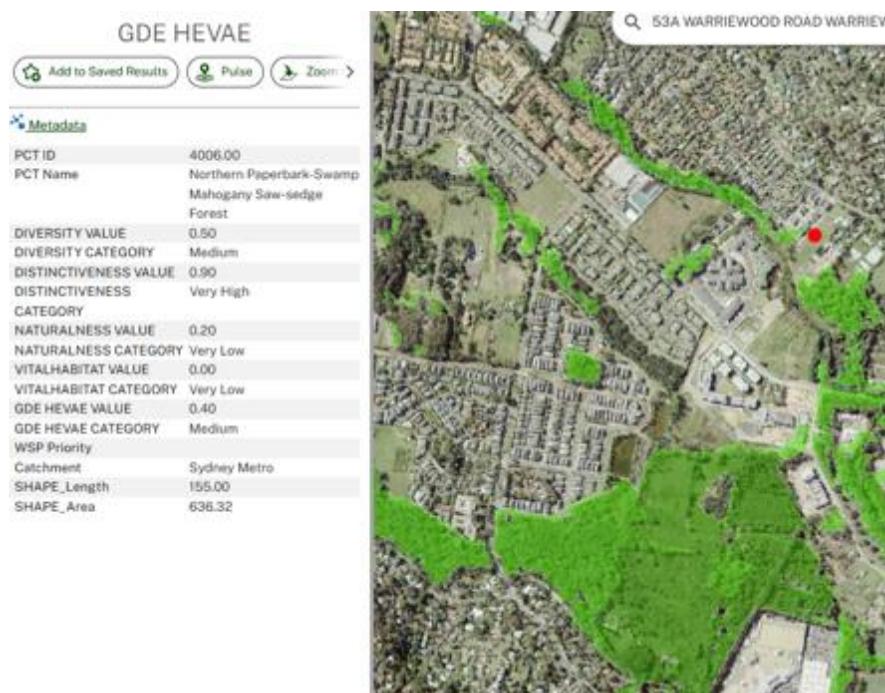 GDE HEVAE
Add to Saved Results Pulse Zoom
Metadata
PCT ID 4006.00
PCT Name Northern Paperbark-Swamp
Mahogany Saw-sedge
Forest
DIVERSITY VALUE 0.50
DIVERSITY CATEGORY Medium
DISTINCTIVENESS VALUE 0.90
DISTINCTIVENESS Very High
CATEGORY
NATURALNESS VALUE 0.20
NATURALNESS CATEGORY Very Low
VITALHABITAT VALUE 0.00
VITALHABITAT CATEGORY Very Low
GDE HEVAE VALUE 0.40
GDE HEVAE CATEGORY Medium
WSP Priority
Catchment Sydney Metro
SHAPE_Length 155.00
SHAPE_Area 636.32
53A WARRIEWOOD ROAD WARRIEW